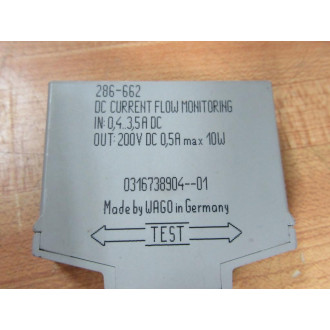 286-662
DC CURRENT FLOW MONITORING
IN: 0,4..3,5A DC
OUT: 200V DC 0,5A max 10W
0316738904--01
Made by WAGO in Germany
TEST